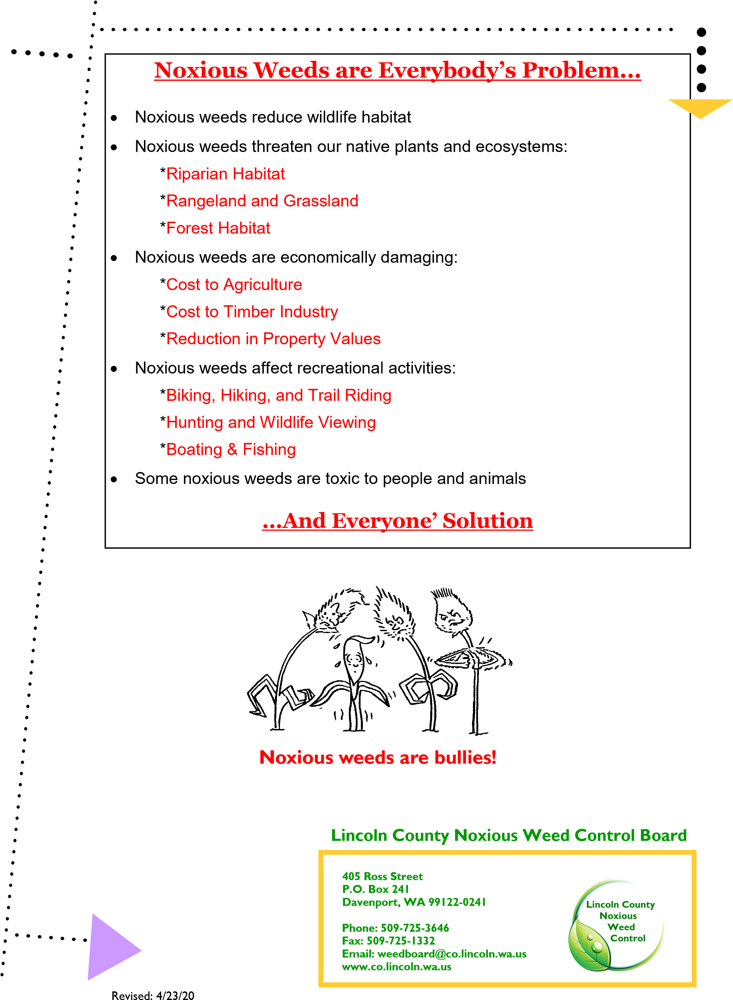 Noxious Weeds are Everybody’s Problem...
• Noxious weeds reduce wildlife habitat
• Noxious weeds threaten our native plants and ecosystems:
*Riparian Habitat
*Rangeland and Grassland
*Forest Habitat
• Noxious weeds are economically damaging:
*Cost to Agriculture
*Cost to Timber Industry
*Reduction in Property Values
• Noxious weeds affect recreational activities:
*Biking, Hiking, and Trail Riding
*Hunting and Wildlife Viewing
*Boating & Fishing
• Some noxious weeds are toxic to people and animals
...And Everyone’ Solution
Noxious weeds are bullies!
Lincoln County Noxious Weed Control Board
405 Ross Street
P.O. Box 241
Davenport, WA 99122-0241
Phone: 509-725-3646
Fax: 509-725-1332
Email: weedboard@co.lincoln.wa.us
www.co.lincoln.wa.us
Lincoln County
Noxious
Weed
Control
Revised: 4/23/20